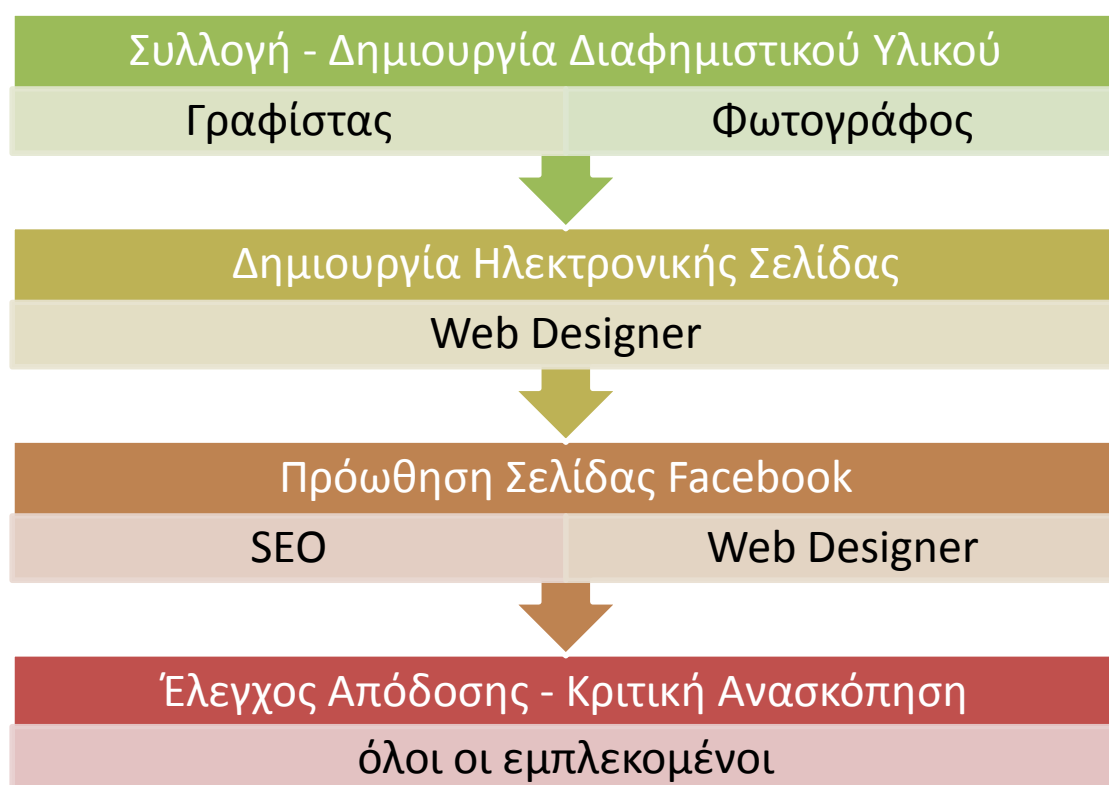 Συλλογή - Δημιουργία Διαφημιστικού Υλικού
Γραφίστας
Φωτογράφος
Δημιουργία Ηλεκτρονικής Σελίδας
Web Designer
Πρόωθηση Σελίδας Facebook
SEO
Web Designer
Έλεγχος Απόδοσης - Κριτική Ανασκόπηση
όλοι οι εμπλεκομένοι